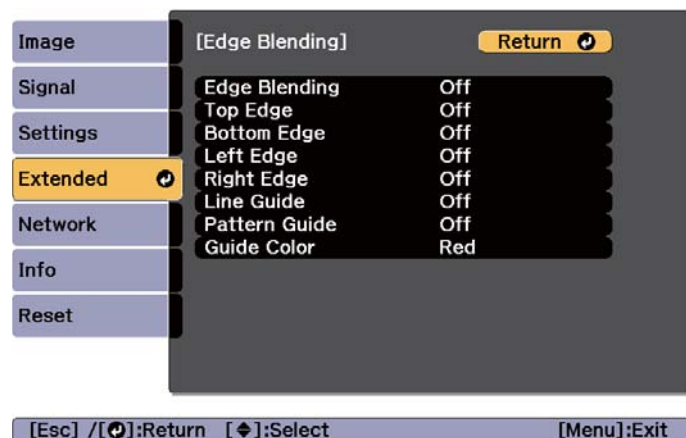 Image
Signal
Settings
Extended
Network
Info
Reset
[Edge Blending]
Return
Edge Blending Off
Top Edge Off
Bottom Edge Off
Left Edge Off
Right Edge Off
Line Guide Off
Pattern Guide Off
Guide Color Red
[Esc] /[ ]:Return [ ]:Select [Menu]:Exit